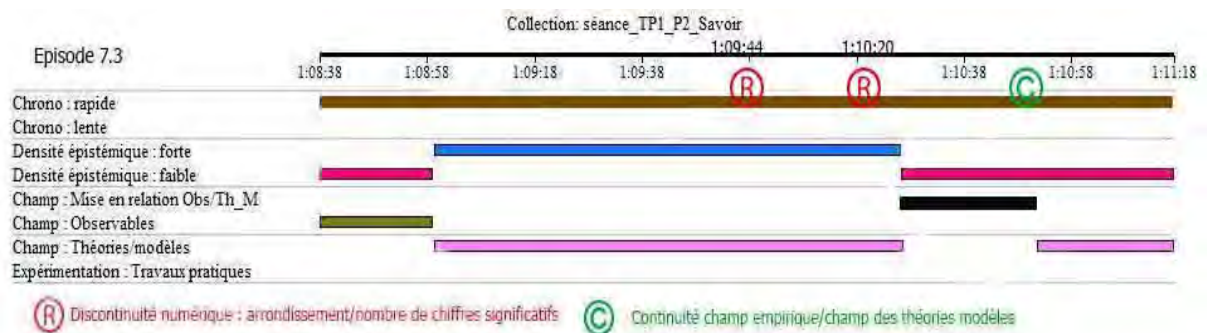 Collection: séance_TP1_P2_Savoir
Episode 7.3
1:09:44 1:10:20
1:08:38 1:08:58 1:09:18 1:09:38 1:10:38 1:10:58 1:11:18
R R C
Chrono : rapide
Chrono : lente
Densité épistémique : forte
Densité épistémique : faible
Champ : Mise en relation Obs/Th_M
Champ : Observables
Champ : Théories/modèles
Expérimentation : Travaux pratiques
R Discontinuité numérique : arrondissement/nombre de chiffres significatifs C Continuité champ empirique/champ des théories modèles